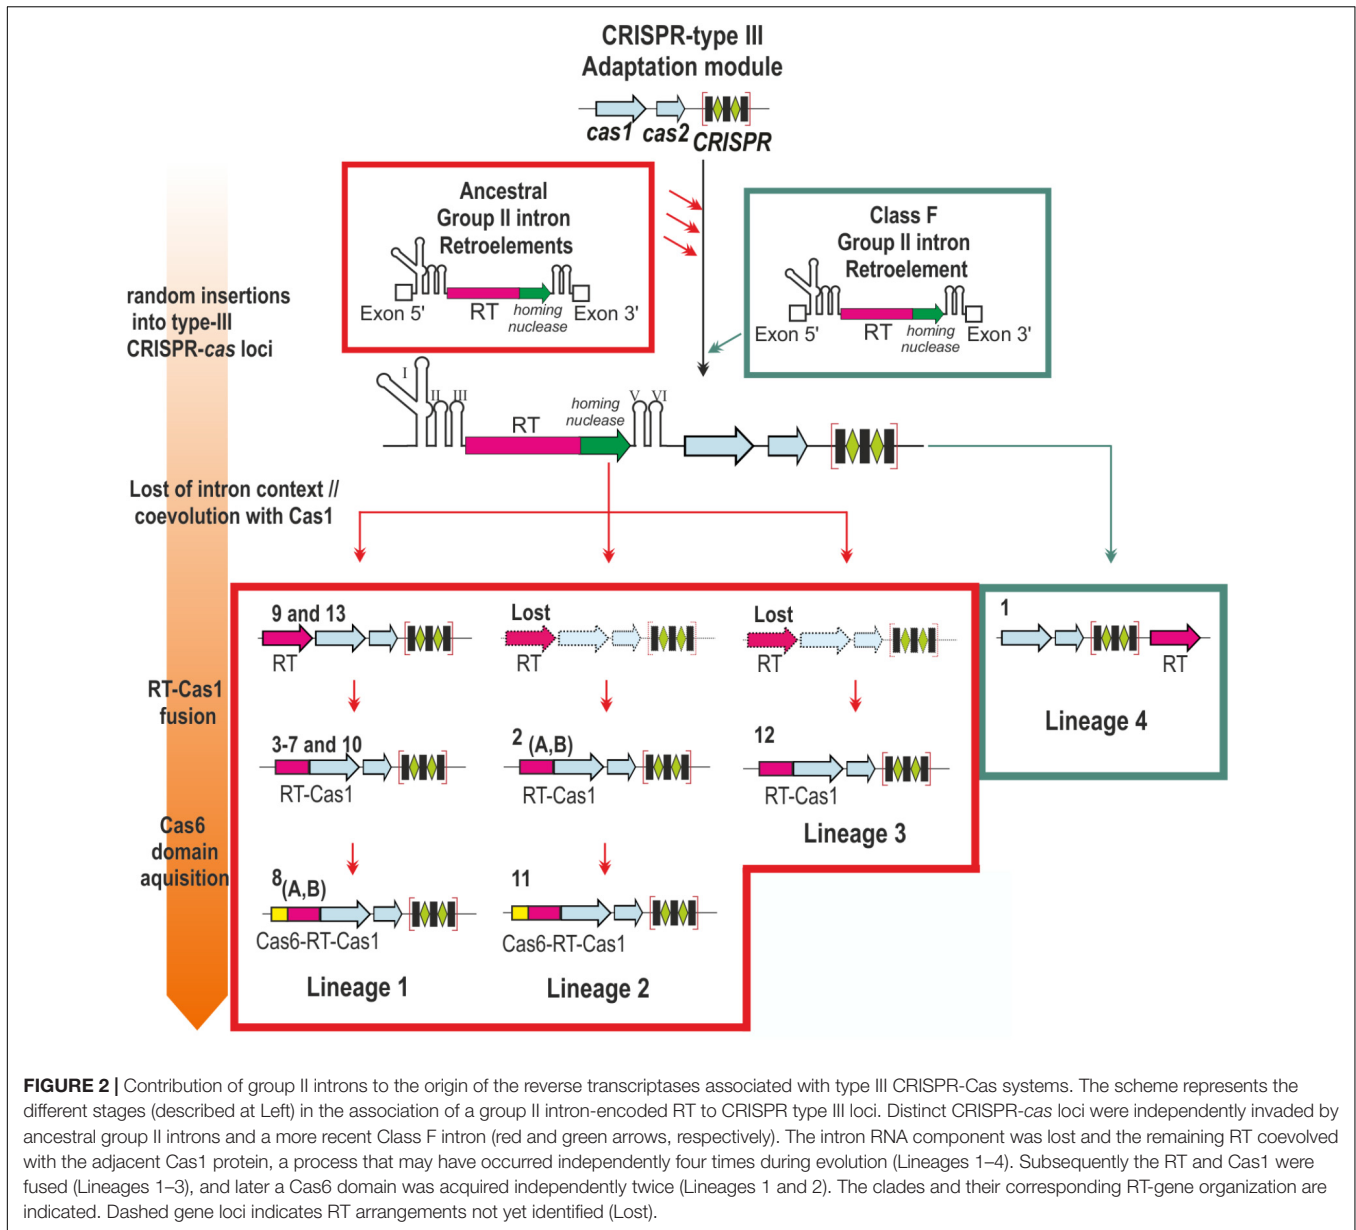 CRISPR-type III
Adaptation module
cas1
cas2
CRISPR
Ancestral
Group II intron
Retroelements
Exon 5'
RT
homing
nuclease
Exon 3'
Class F
Group II intron
Retroelement
Exon 5'
RT
homing
nuclease
Exon 3'
random insertions
into type-III
CRISPR-cas loci
I
II
III
RT
homing
nuclease
V
VI
Lost of intron context //
coevolution with Cas1
9 and 13
RT
Lost
RT
Lost
RT
1
RT
Lineage 4
RT-Cas1
fusion
3-7 and 10
RT-Cas1
2 (A,B)
RT-Cas1
12
RT-Cas1
Lineage 3
Cas6
domain
aquisition
8 (A,B)
Cas6-RT-Cas1
Lineage 1
11
Cas6-RT-Cas1
Lineage 2
FIGURE 2 | Contribution of group II introns to the origin of the reverse transcriptases associated with type III CRISPR-Cas systems. The scheme represents the
different stages (described at Left) in the association of a group II intron-encoded RT to CRISPR type III loci. Distinct CRISPR-cas loci were independently invaded by
ancestral group II introns and a more recent Class F intron (red and green arrows, respectively). The intron RNA component was lost and the remaining RT coevolved
with the adjacent Cas1 protein, a process that may have occurred independently four times during evolution (Lineages 1–4). Subsequently the RT and Cas1 were
fused (Lineages 1–3), and later a Cas6 domain was acquired independently twice (Lineages 1 and 2). The clades and their corresponding RT-gene organization are
indicated. Dashed gene loci indicates RT arrangements not yet identified (Lost).